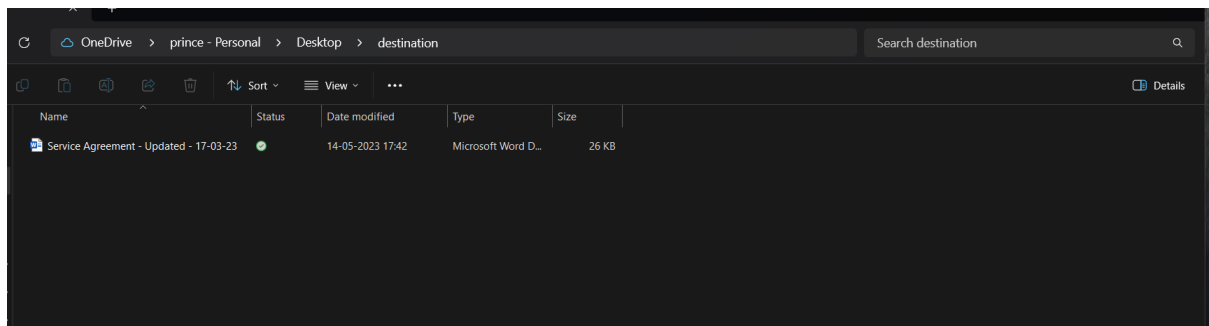 OneDrive > prince - Personal > Desktop > destination
Search destination
Sort
View
Details
Name Status Date modified Type Size
Service Agreement - Updated - 17-03-23 14-05-2023 17:42 Microsoft Word D... 26 KB